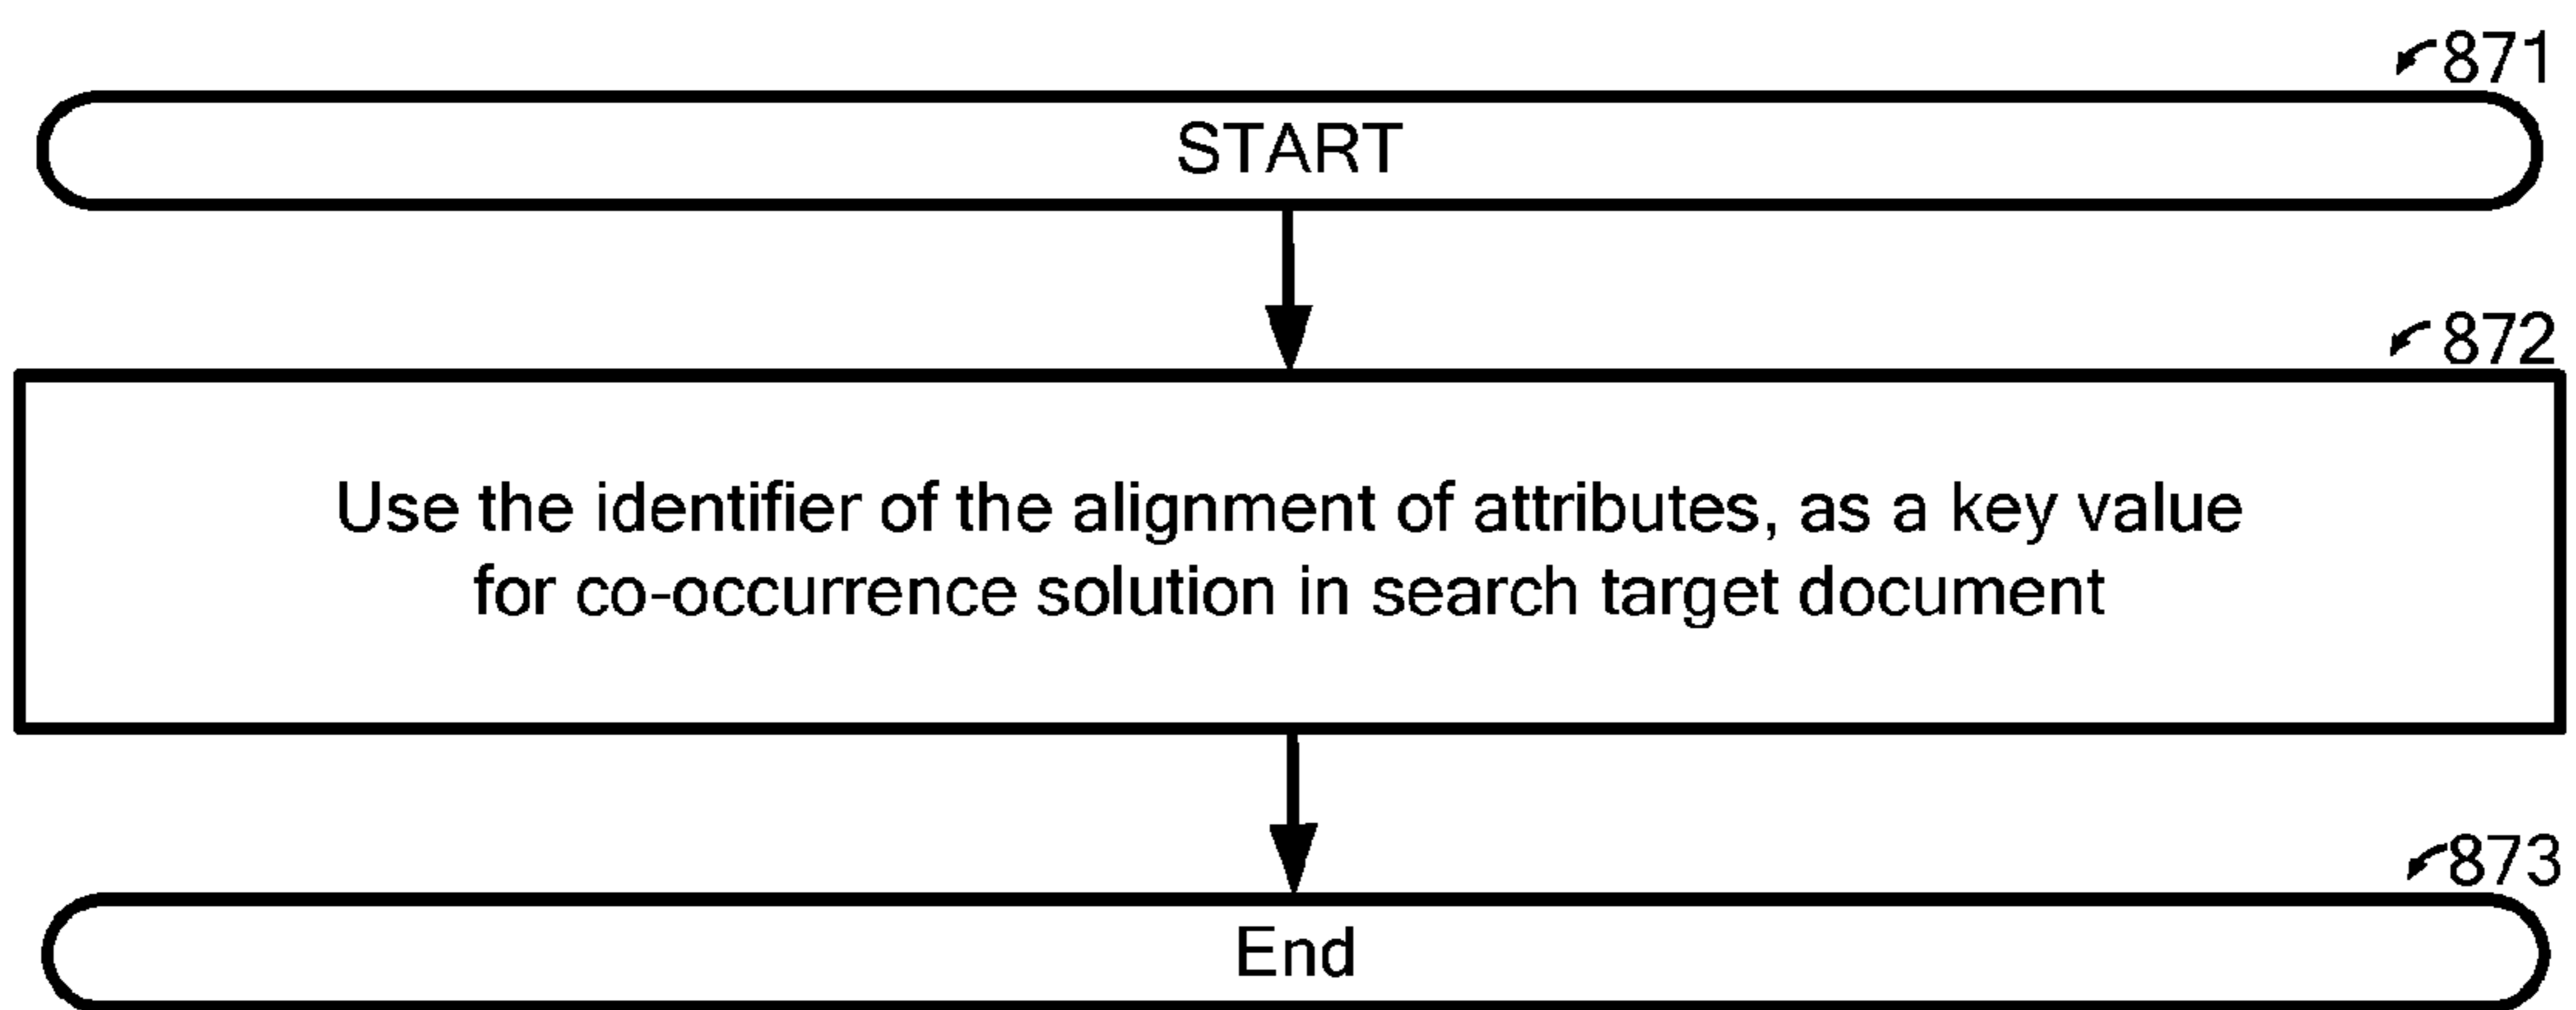 871
START
872
Use the identifier of the alignment of attributes, as a key value
for co-occurrence solution in search target document
873
End